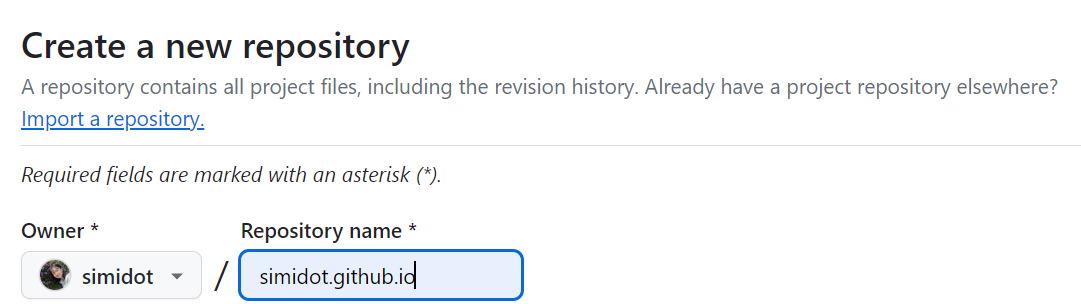 Create a new repository
A repository contains all project files, including the revision history. Already have a project repository elsewhere?
Import a repository.
Required fields are marked with an asterisk (*).
Owner * Repository name *
simidot / simidot.github.io